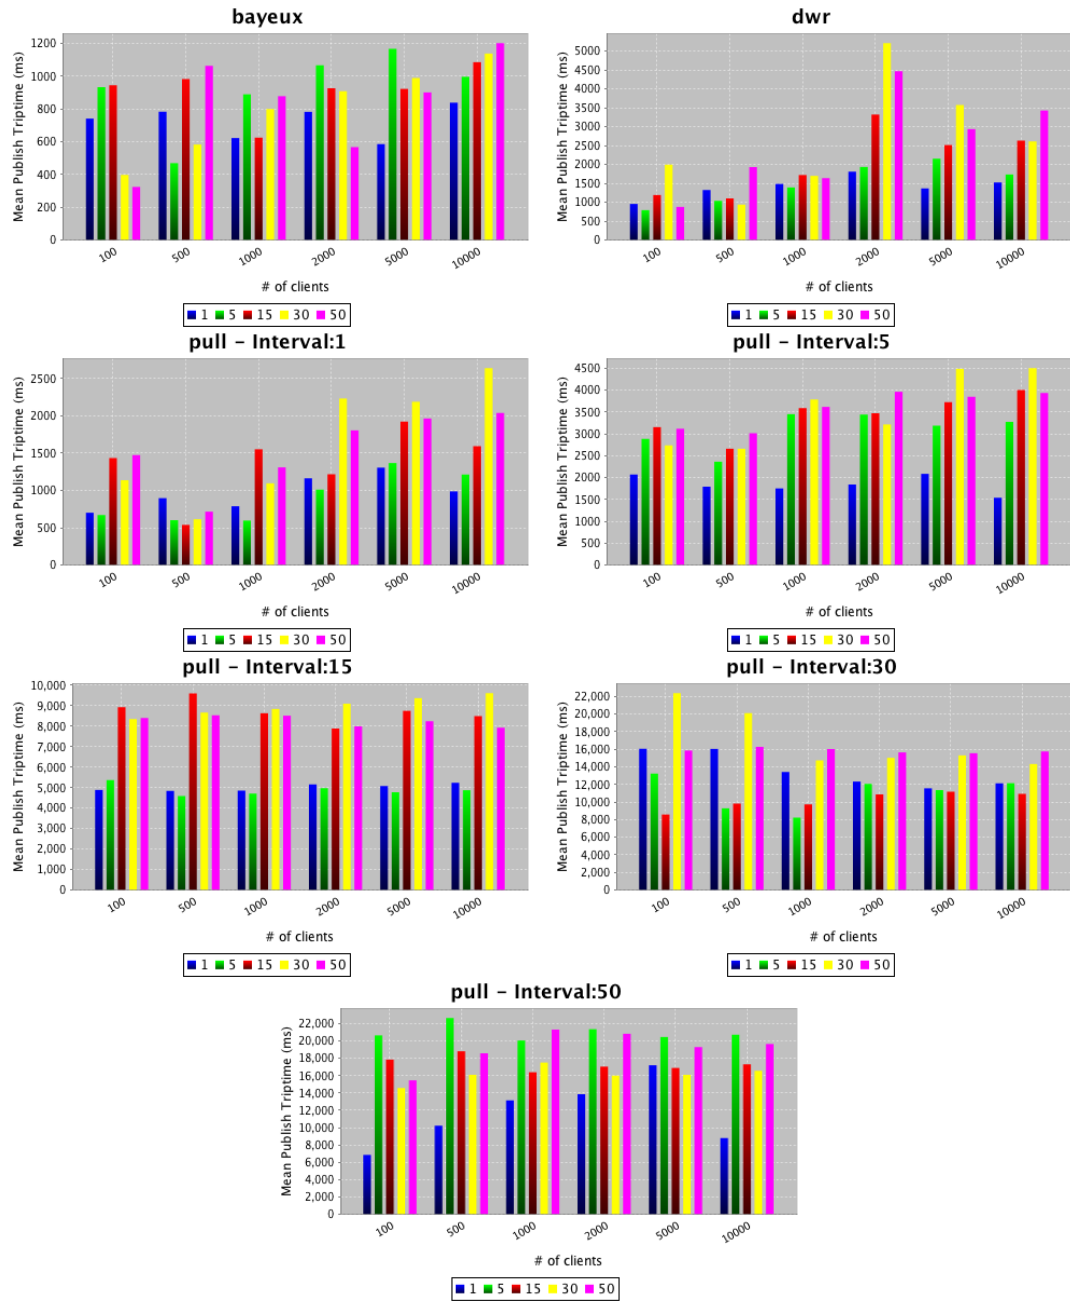 bayeux
Mean Publish Triptime (ms)
1200
1000
800
600
400
200
0
100 500 1000 2000 5000 10000
# of clients
1 5 15 30 50
dwr
Mean Publish Triptime (ms)
5000
4500
4000
3500
3000
2500
2000
1500
1000
500
0
100 500 1000 2000 5000 10000
# of clients
1 5 15 30 50
pull - Interval:1
Mean Publish Triptime (ms)
2500
2000
1500
1000
500
0
100 500 1000 2000 5000 10000
# of clients
1 5 15 30 50
pull - Interval:5
Mean Publish Triptime (ms)
4500
4000
3500
3000
2500
2000
1500
1000
500
0
100 500 1000 2000 5000 10000
# of clients
1 5 15 30 50
pull - Interval:15
Mean Publish Triptime (ms)
10,000
9,000
8,000
7,000
6,000
5,000
4,000
3,000
2,000
1,000
0
100 500 1000 2000 5000 10000
# of clients
1 5 15 30 50
pull - Interval:30
Mean Publish Triptime (ms)
22,000
20,000
18,000
16,000
14,000
12,000
10,000
8,000
6,000
4,000
2,000
0
100 500 1000 2000 5000 10000
# of clients
1 5 15 30 50
pull - Interval:50
Mean Publish Triptime (ms)
22,000
20,000
18,000
16,000
14,000
12,000
10,000
8,000
6,000
4,000
2,000
0
100 500 1000 2000 5000 10000
# of clients
1 5 15 30 50